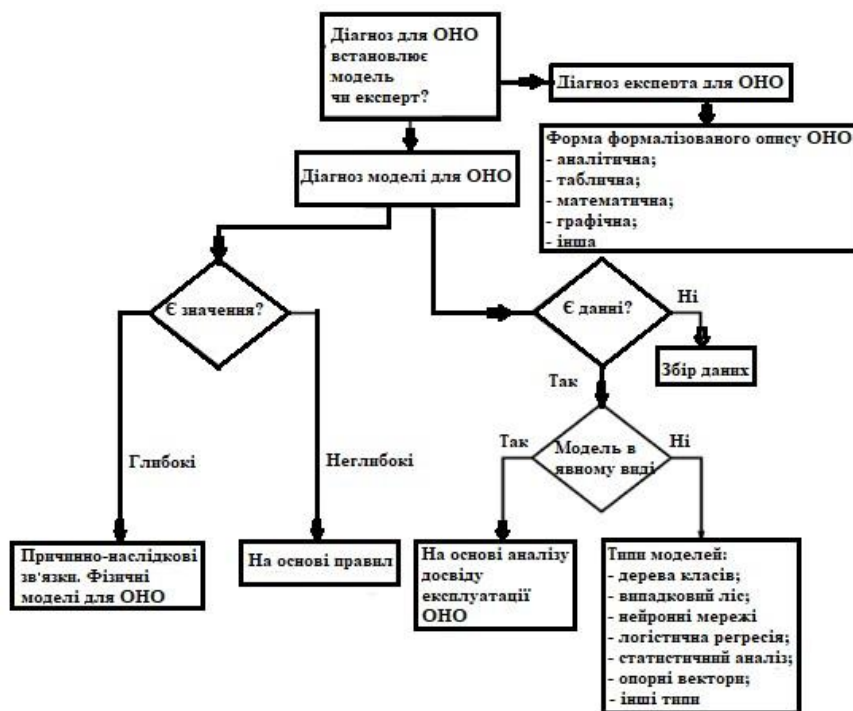 Діагноз для ОНО
встановлює
модель
чи експерт?
Діагноз експерта для ОНО
Форма формалізованого опису ОНО
- аналітична;
- таблична;
- математична;
- графічна;
- інша
Діагноз моделі для ОНО
Є значення?
Є данні?
Ні
Збір даних
Так
Так
Модель в
явному виді
Ні
Глибокі
Неглибокі
Причинно-наслідкові
зв'язки. Фізичні
моделі для ОНО
На основі правил
На основі аналізу
досвіду
експлуатації
ОНО
Типи моделей:
- дерева класів;
- випадковий ліс;
- нейронні мережі
- логістична регресія;
- статистичний аналіз;
- опорні вектори;
- інші типи